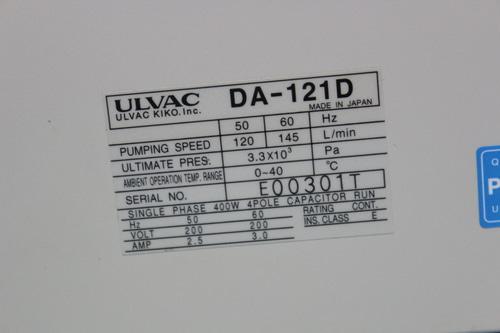 ULVAC DA-121D
ULVAC KIKO.Inc. MADE IN JAPAN
50 60 Hz
PUMPING SPEED 120 145 L/min
ULTIMATE PRES. 3.3X10³ Pa
AMBIENT OPERATION TEMP. RANGE 0~40 ℃
SERIAL NO. E00301T
SINGLE PHASE 400W 4POLE CAPACITOR RUN
Hz 50 60 RATING CONT.
VOLT 200 200 INS.CLASS E
AMP 2.5 3.0
Q
P
U